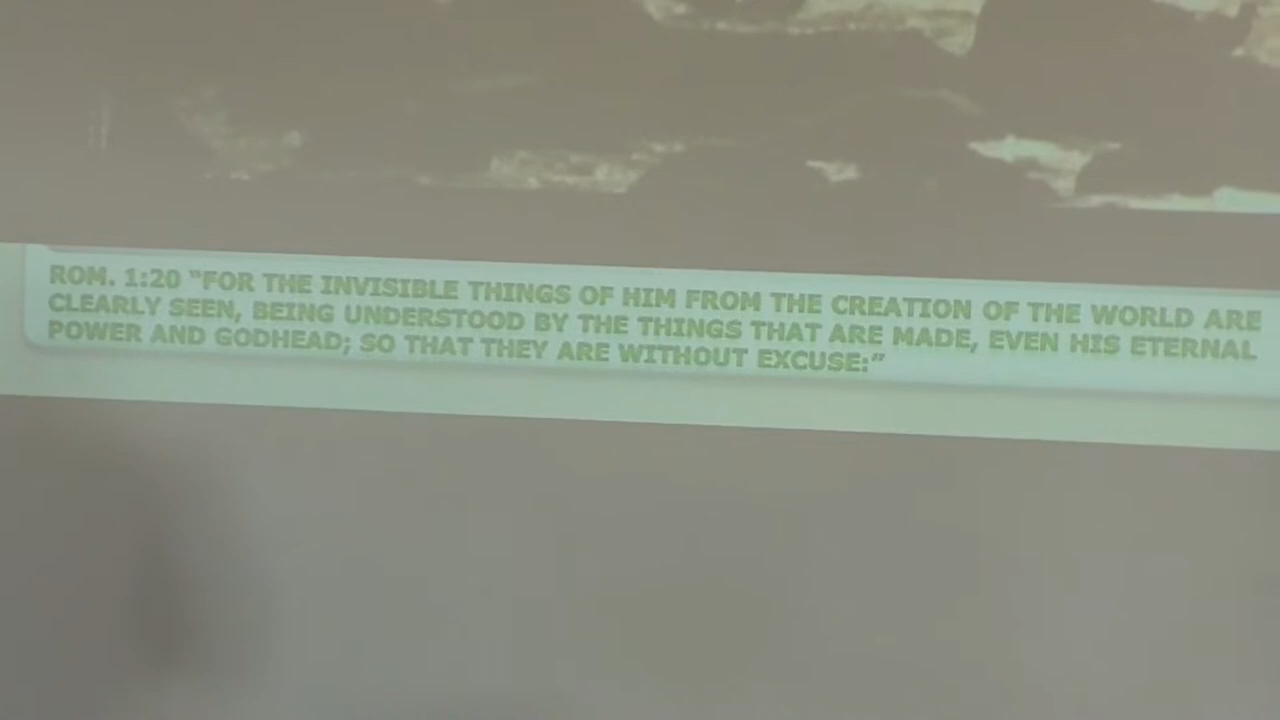 ROM. 1:20 "FOR THE INVISIBLE THINGS OF HIM FROM THE CREATION OF THE WORLD ARE
CLEARLY SEEN, BEING UNDERSTOOD BY THE THINGS THAT ARE MADE, EVEN HIS ETERNAL
POWER AND GODHEAD; SO THAT THEY ARE WITHOUT EXCUSE:"